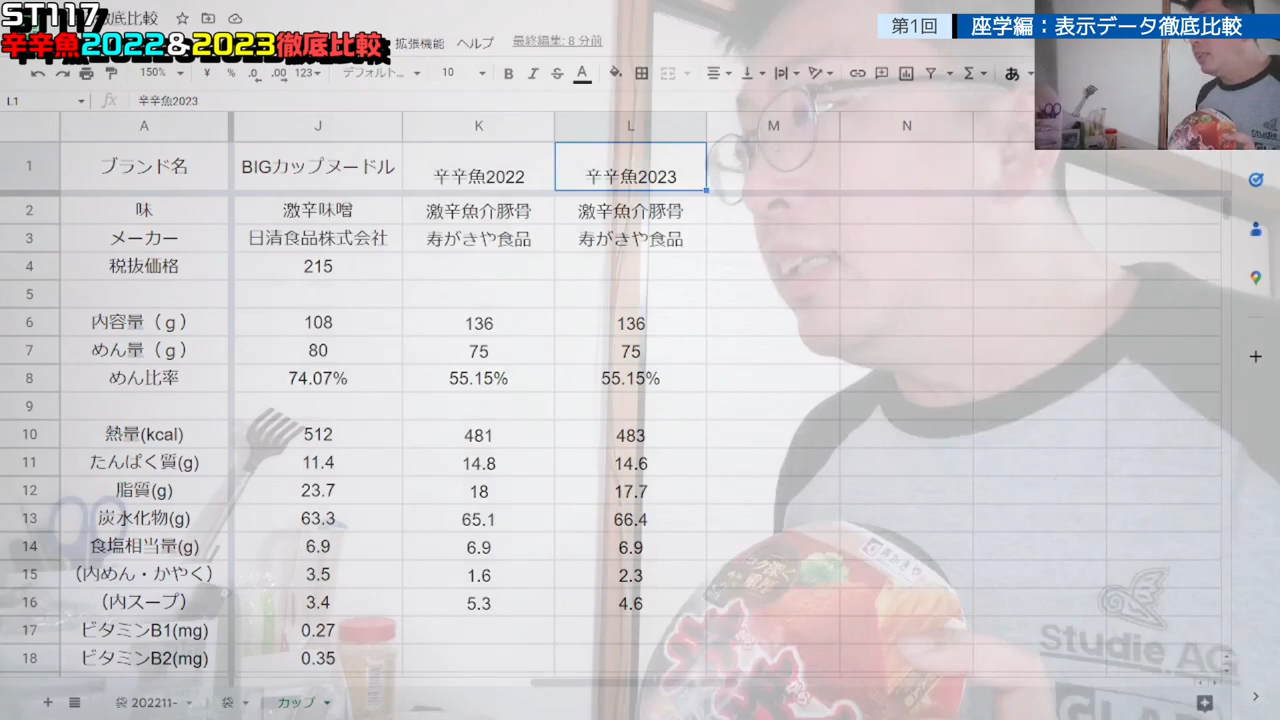 ST117
辛辛魚2022&2023徹底比較
底比較
第1回 座学編：表示データ徹底比較
拡張機能 ヘルプ 最終編集: 8 分前
150% ¥ % .0 .00 123 デフォルト... 10 B I S A あ
L1 fx 辛辛魚2023
A J K L M N
1 ブランド名 BIGカップヌードル 辛辛魚2022 辛辛魚2023
2 味 激辛味噌 激辛魚介豚骨 激辛魚介豚骨
3 メーカー 日清食品株式会社 寿がきや食品 寿がきや食品
4 税抜価格 215
5
6 内容量（ｇ） 108 136 136
7 めん量（ｇ） 80 75 75
8 めん比率 74.07% 55.15% 55.15%
9
10 熱量(kcal) 512 481 483
11 たんぱく質(g) 11.4 14.8 14.6
12 脂質(g) 23.7 18 17.7
13 炭水化物(g) 63.3 65.1 66.4
14 食塩相当量(g) 6.9 6.9 6.9
15 （内めん・かやく） 3.5 1.6 2.3
16 （内スープ） 3.4 5.3 4.6
17 ビタミンB1(mg) 0.27
18 ビタミンB2(mg) 0.35
袋 202211- 袋 カップ
Studie AG